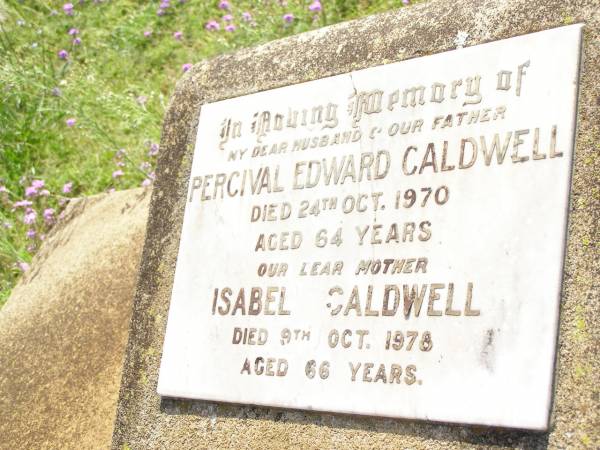 In Loving Memory of
MY DEAR HUSBAND & OUR FATHER
PERCIVAL EDWARD CALDWELL
DIED 24TH OCT. 1970
AGED 64 YEARS
OUR DEAR MOTHER
ISABEL CALDWELL
DIED 9TH OCT. 1978
AGED 66 YEARS.